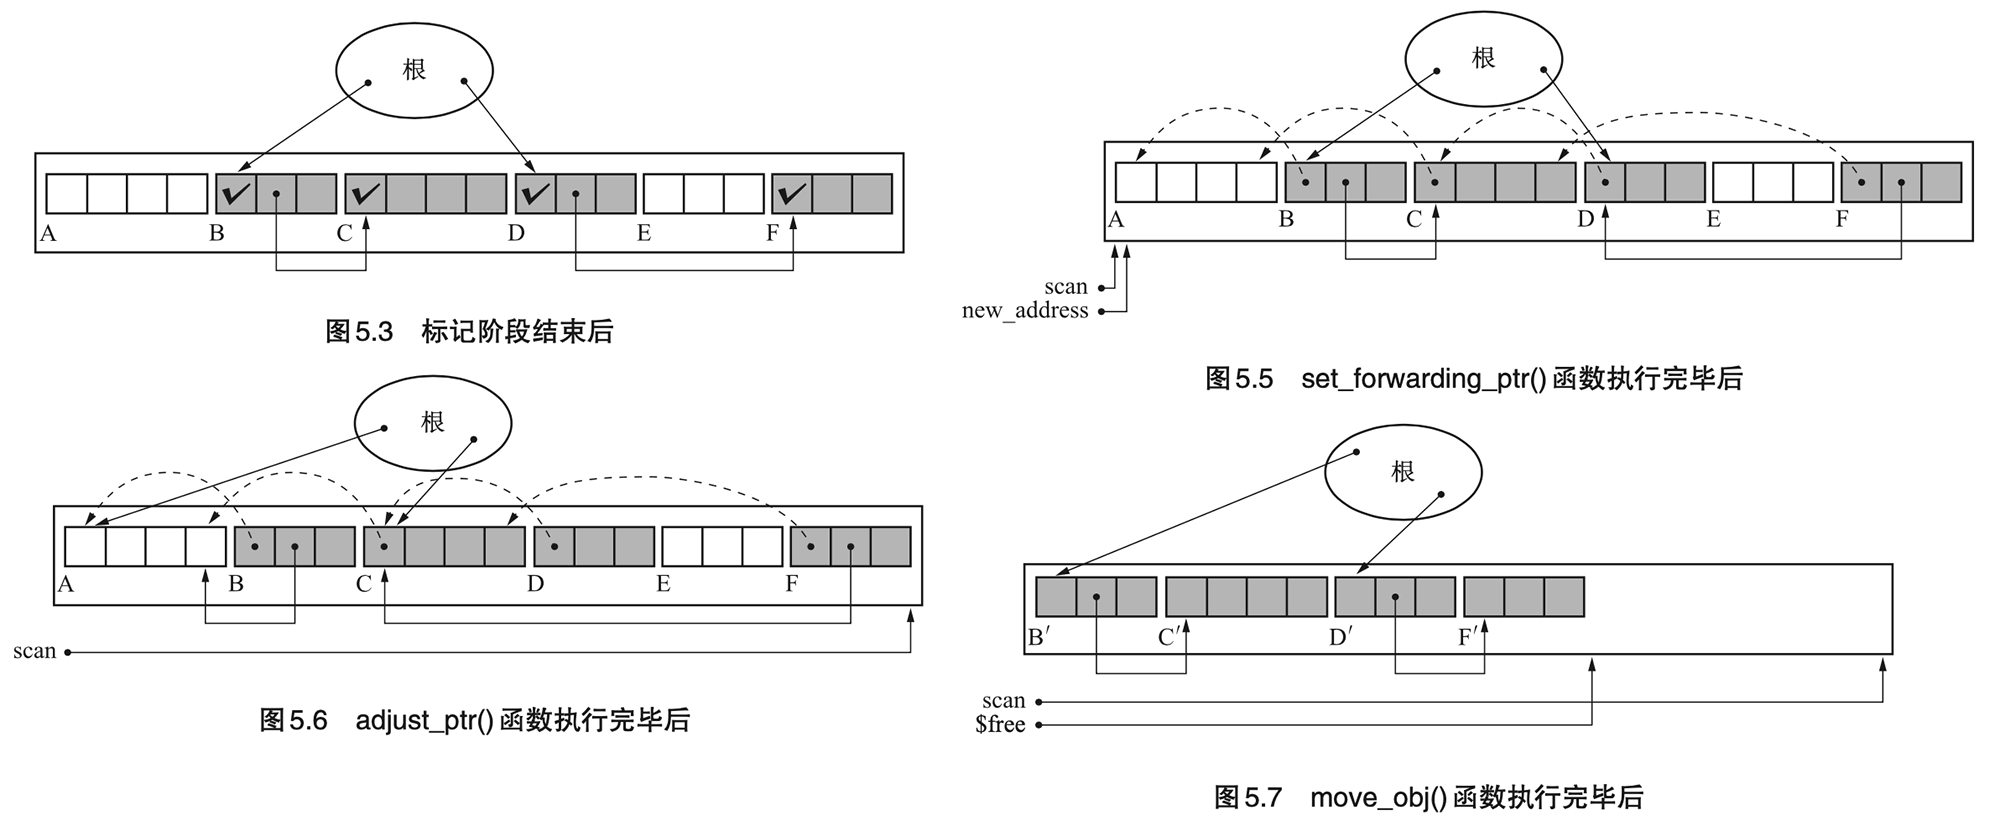 根
A B C D E F
图5.3 标记阶段结束后
根
A B C D E F
scan
new_address
图5.5 set_forwarding_ptr()函数执行完毕后
根
A B C D E F
scan
图5.6 adjust_ptr()函数执行完毕后
根
B′ C′ D′ F′
scan
$free
图5.7 move_obj()函数执行完毕后